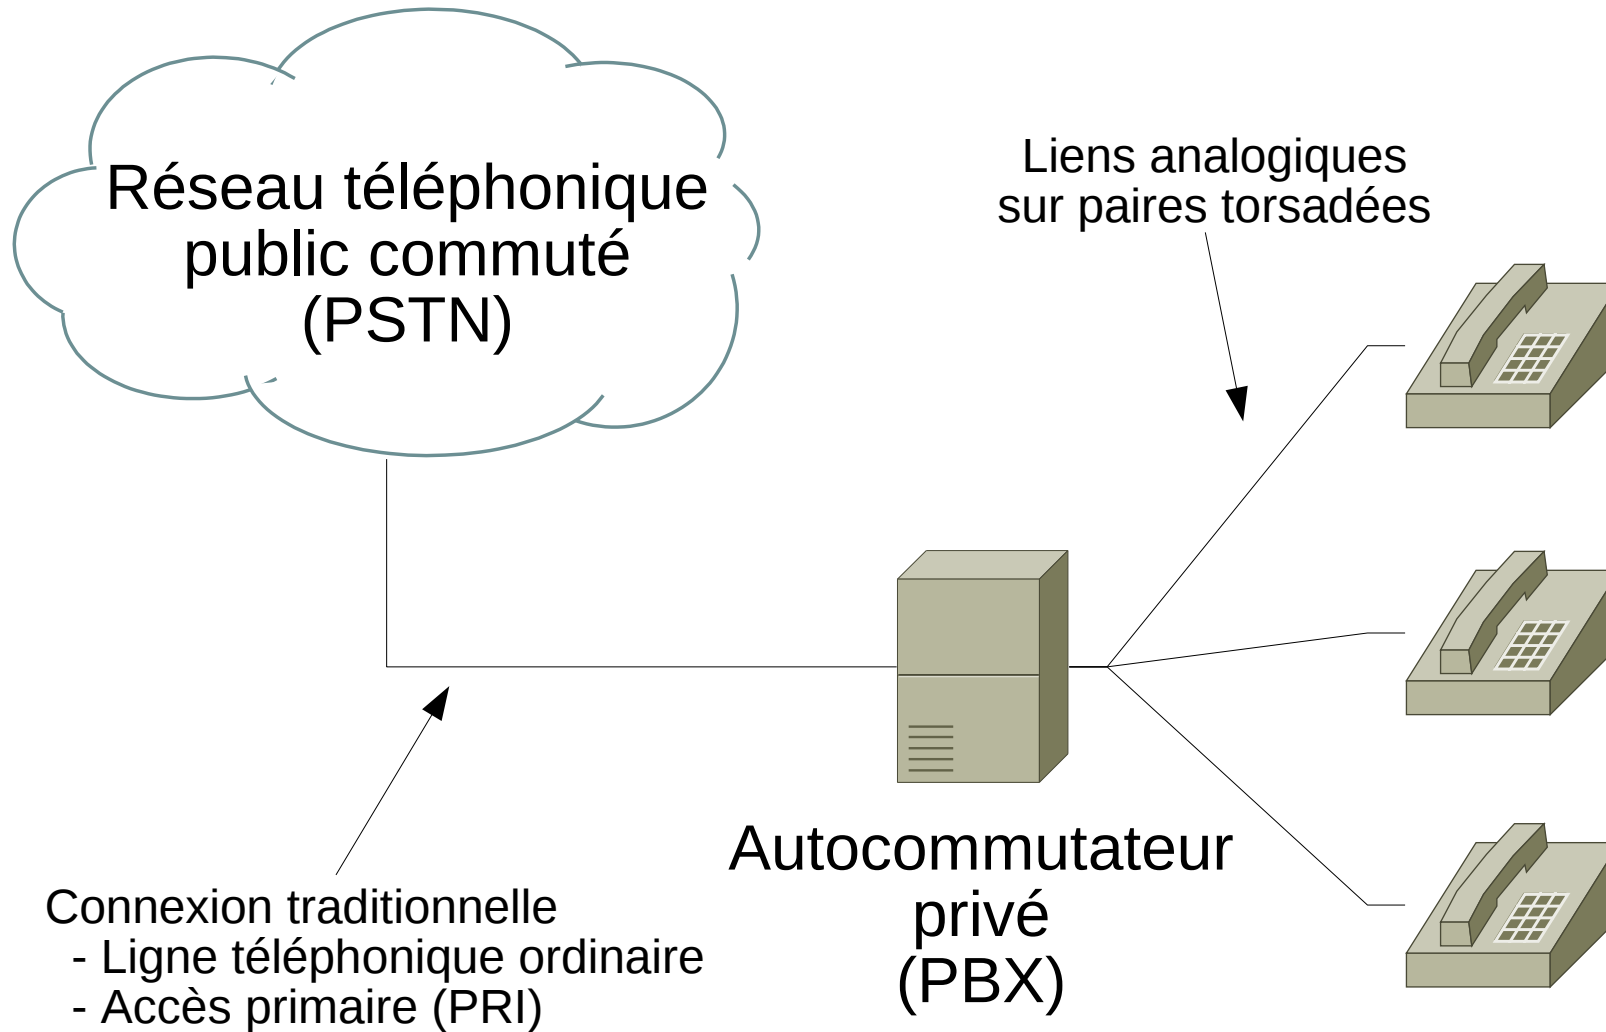 Réseau téléphonique
public commuté
(PSTN)
Liens analogiques
sur paires torsadées
Autocommutateur
privé
(PBX)
Connexion traditionnelle
- Ligne téléphonique ordinaire
- Accès primaire (PRI)